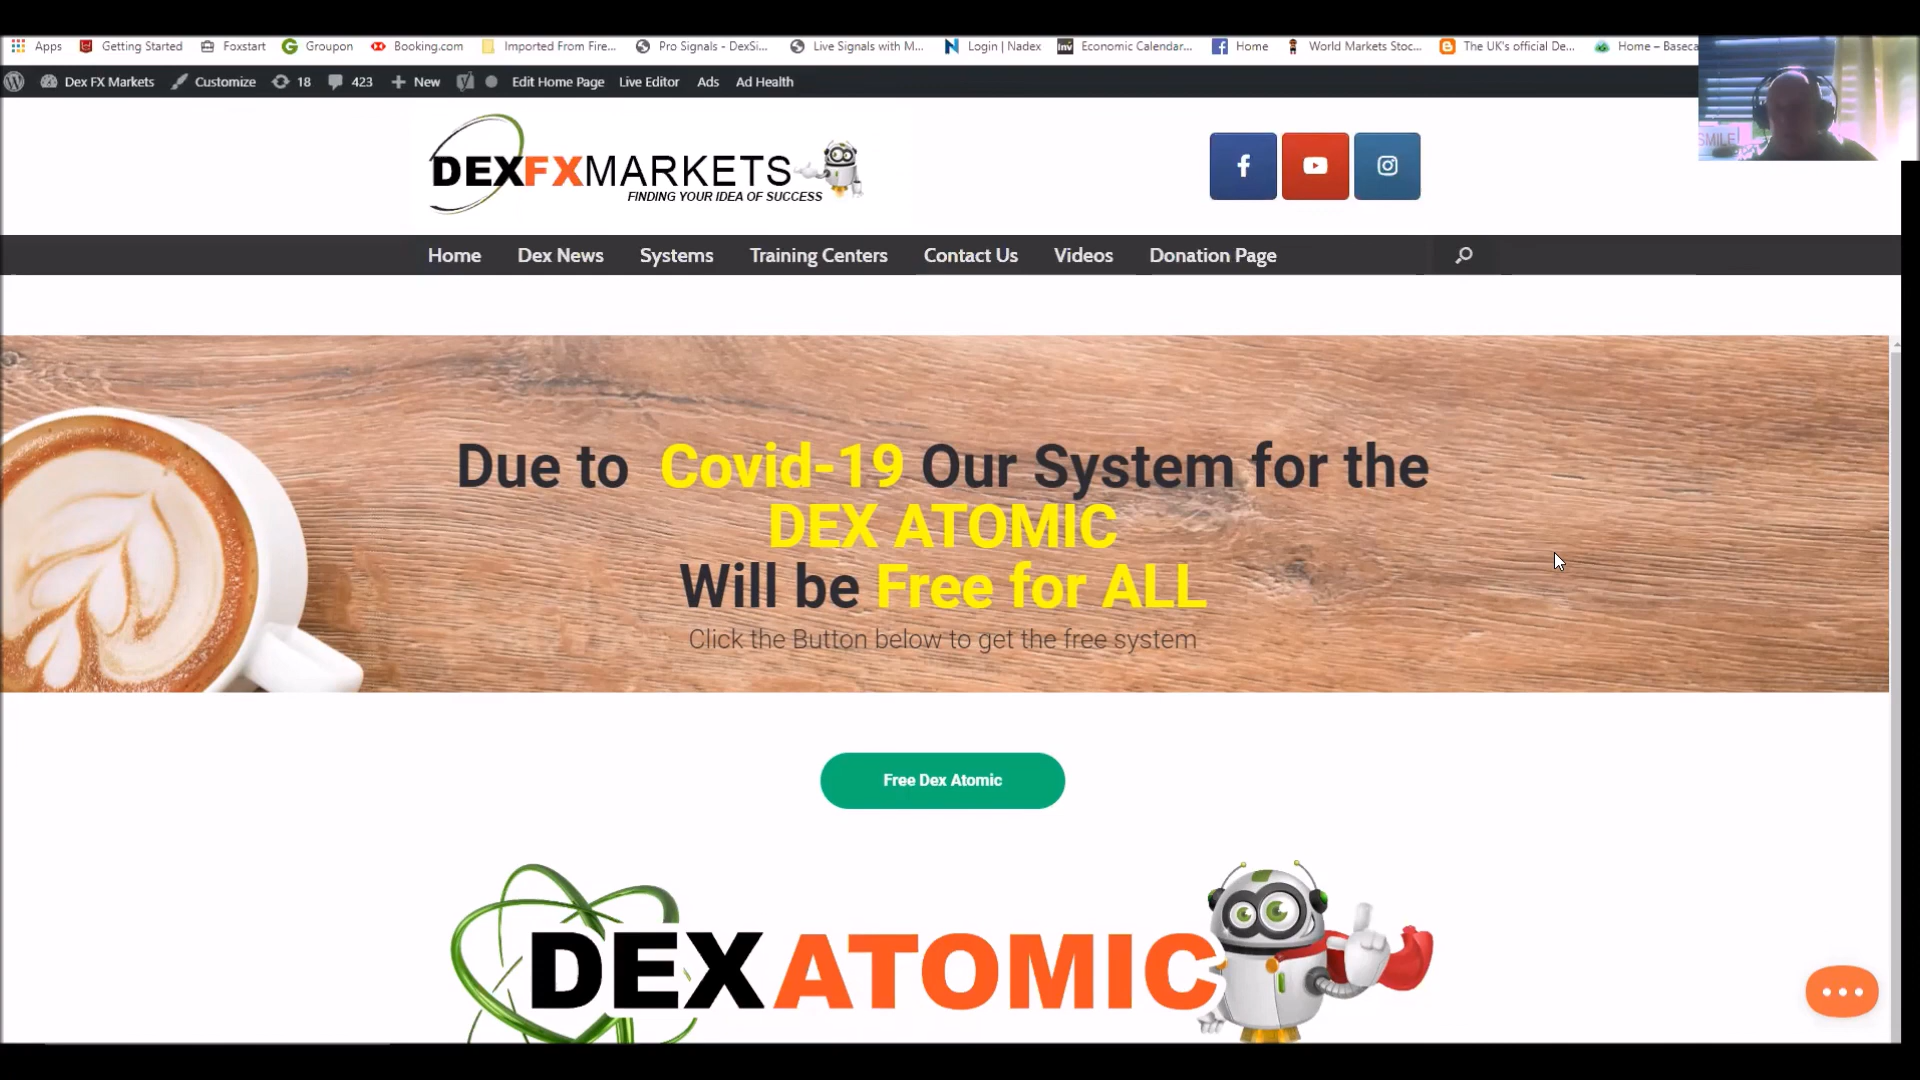 Apps Getting Started Foxstart Groupon Booking.com Imported From Fire... Pro Signals - DexSi... Live Signals with M... N Login | Nadex Inv Economic Calendar... Home World Markets Stoc... The UK's official De... Home – Baseca
Dex FX Markets Customize 18 423 New Edit Home Page Live Editor Ads Ad Health
SMILE
DEXFXMARKETS
FINDING YOUR IDEA OF SUCCESS
Home Dex News Systems Training Centers Contact Us Videos Donation Page
Due to Covid-19 Our System for the
DEX ATOMIC
Will be Free for ALL
Click the Button below to get the free system
Free Dex Atomic
DEX ATOMIC